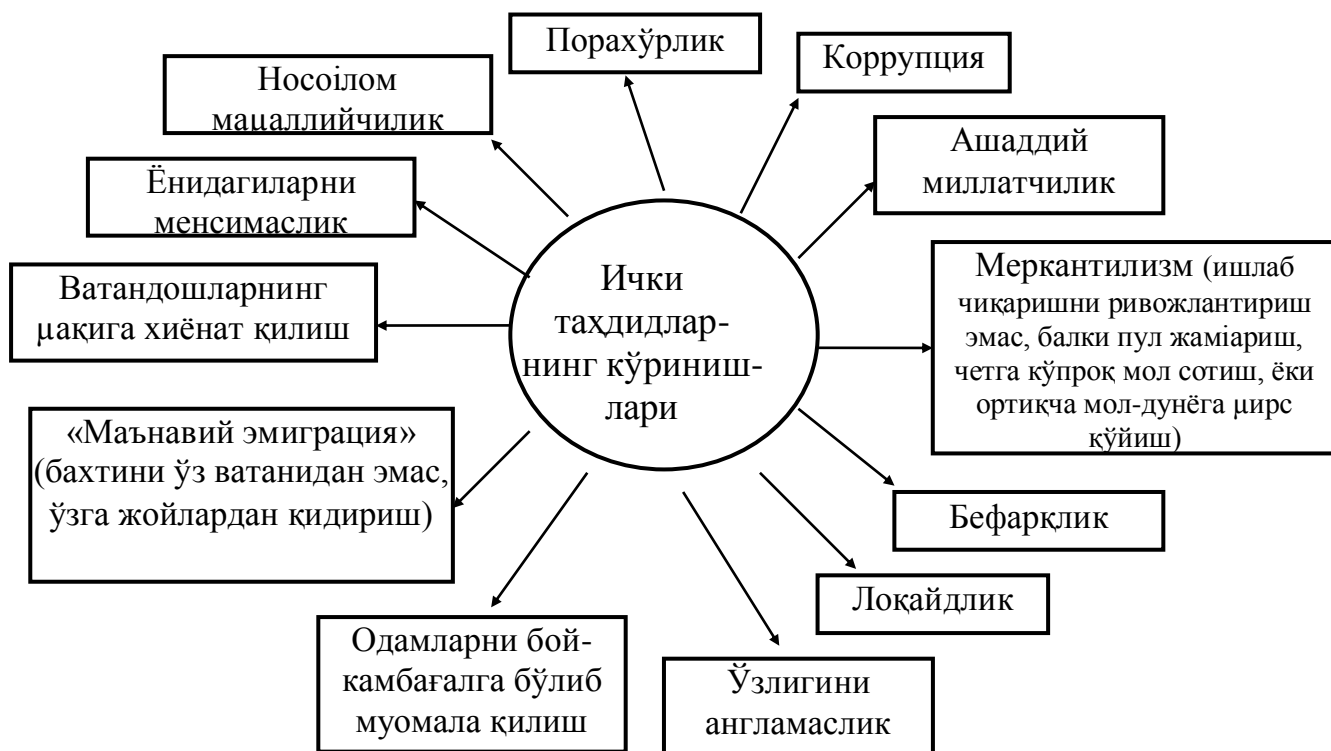 Порахўрлик
Коррупция
Носоілом
маµаллийчилик
Ашаддий
миллатчилик
Ёнидагиларни
менсимаслик
Ватандошларнинг
µақига хиёнат қилиш
Ички
таҳдидлар-
нинг кўриниш-
лари
Меркантилизм (ишлаб
чиқаришни ривожлантириш
эмас, балки пул жаміариш,
четга кўпроқ мол сотиш, ёки
ортиқча мол-дунёга µирс
қўйиш)
«Маънавий эмиграция»
(бахтини ўз ватанидан эмас,
ўзга жойлардан қидириш)
Бефарқлик
Лоқайдлик
Одамларни бой-
камбағалга бўлиб
муомала қилиш
Ўзлигини
англамаслик